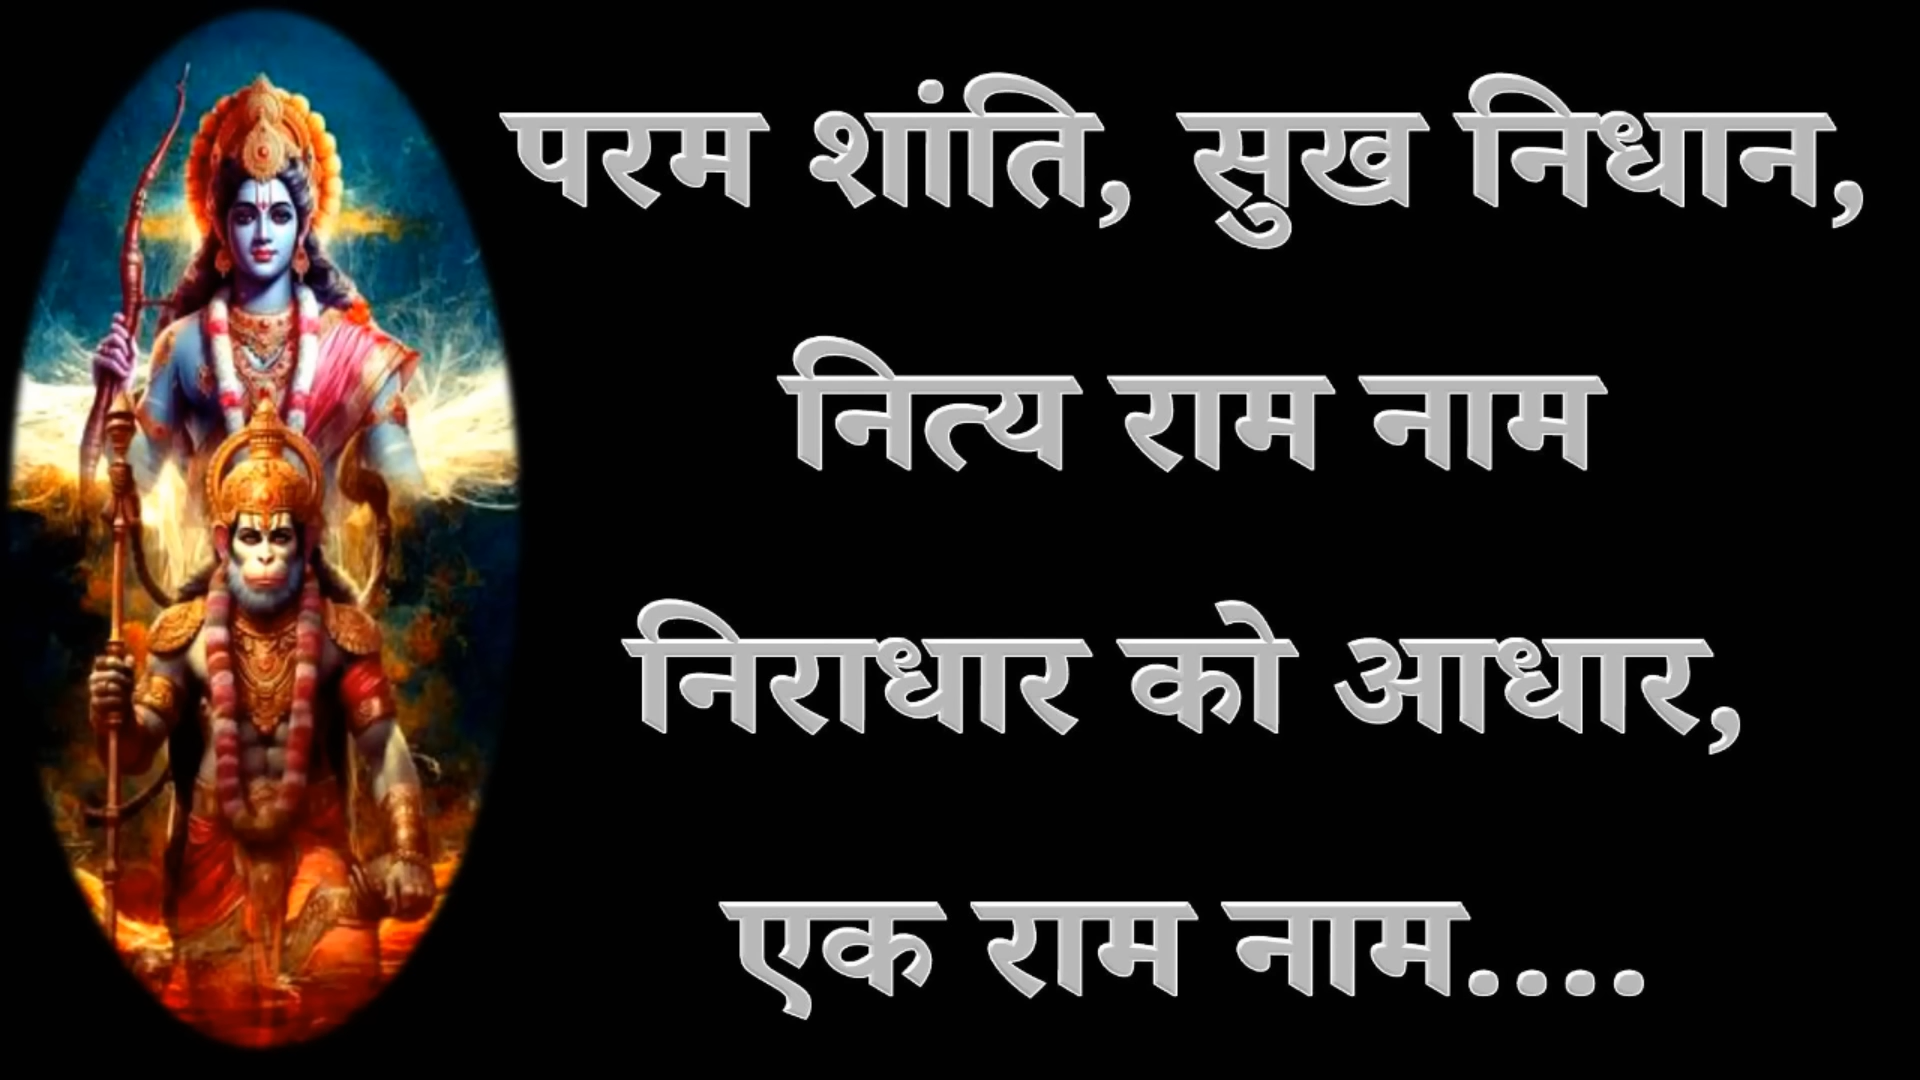 परम शांति, सुख निधान,
नित्य राम नाम
निराधार को आधार,
एक राम नाम....